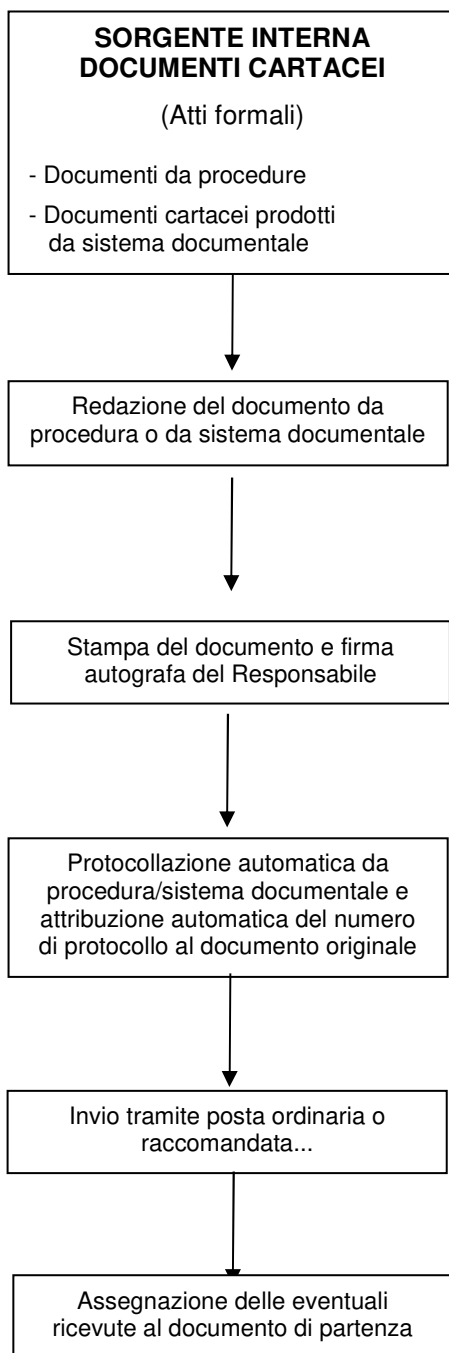 SORGENTE INTERNA
DOCUMENTI CARTACEI
(Atti formali)
- Documenti da procedure
- Documenti cartacei prodotti
da sistema documentale
Redazione del documento da
procedura o da sistema documentale
Stampa del documento e firma
autografa del Responsabile
Protocollazione automatica da
procedura/sistema documentale e
attribuzione automatica del numero
di protocollo al documento originale
Invio tramite posta ordinaria o
raccomandata...
Assegnazione delle eventuali
ricevute al documento di partenza